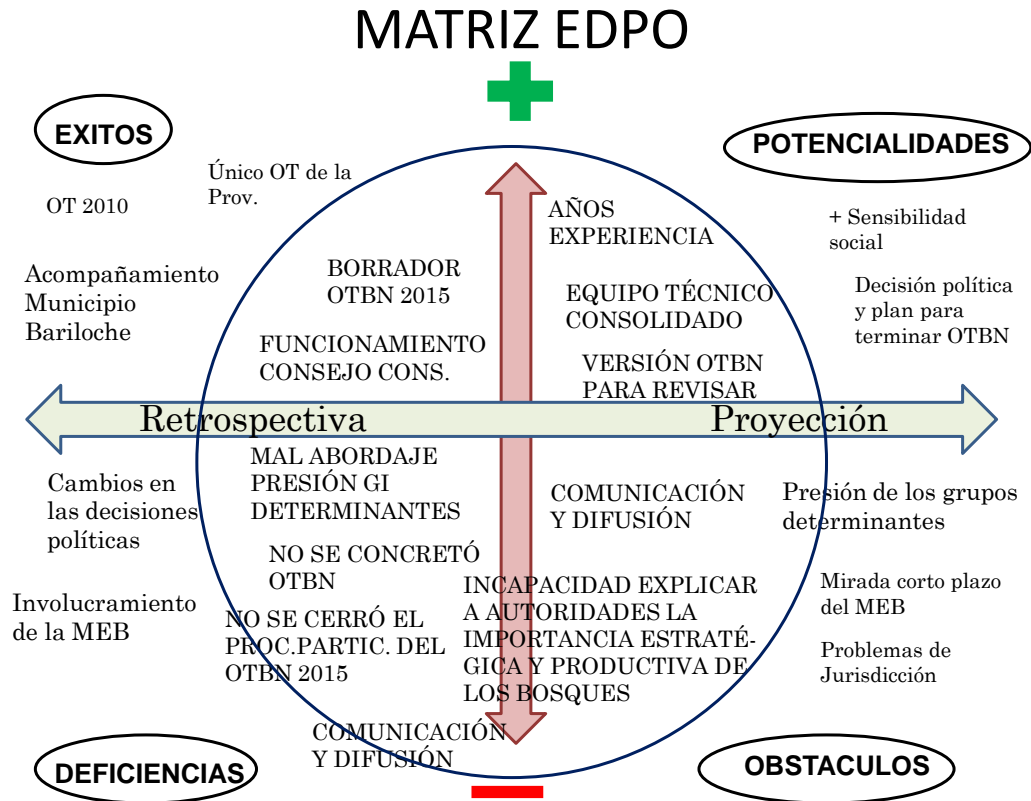 MATRIZ EDPO
EXITOS
POTENCIALIDADES
OT 2010
Único OT de la
Prov.
Acompañamiento
Municipio
Bariloche
BORRADOR
OTBN 2015
FUNCIONAMIENTO
CONSEJO CONS.
AÑOS
EXPERIENCIA
EQUIPO TÉCNICO
CONSOLIDADO
VERSIÓN OTBN
PARA REVISAR
+ Sensibilidad
social
Decisión política
y plan para
terminar OTBN
Retrospectiva
Proyección
Cambios en
las decisiones
políticas
Involucramiento
de la MEB
MAL ABORDAJE
PRESIÓN GI
DETERMINANTES
NO SE CONCRETÓ
OTBN
NO SE CERRÓ EL
PROC.PARTIC. DEL
OTBN 2015
COMUNICACIÓN
Y DIFUSIÓN
COMUNICACIÓN
Y DIFUSIÓN
INCAPACIDAD EXPLICAR
A AUTORIDADES LA
IMPORTANCIA ESTRATÉ-
GICA Y PRODUCTIVA DE
LOS BOSQUES
Presión de los grupos
determinantes
Mirada corto plazo
del MEB
Problemas de
Jurisdicción
DEFICIENCIAS
OBSTACULOS